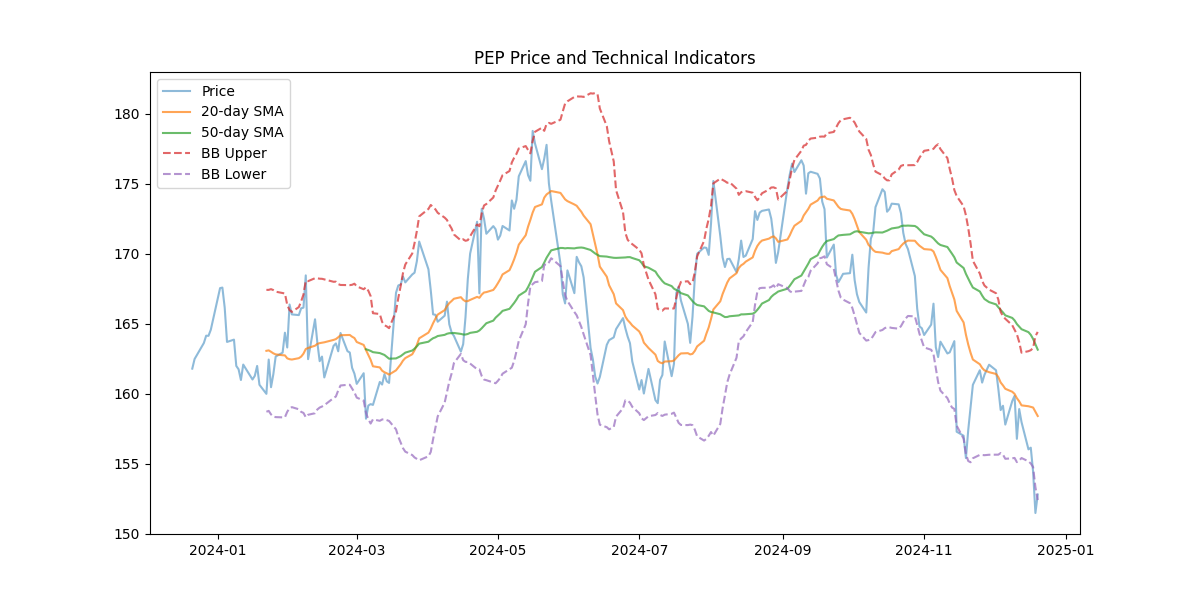 PEP Price and Technical Indicators
Price
20-day SMA
50-day SMA
BB Upper
BB Lower
180
175
170
165
160
155
150
2024-01
2024-03
2024-05
2024-07
2024-09
2024-11
2025-01